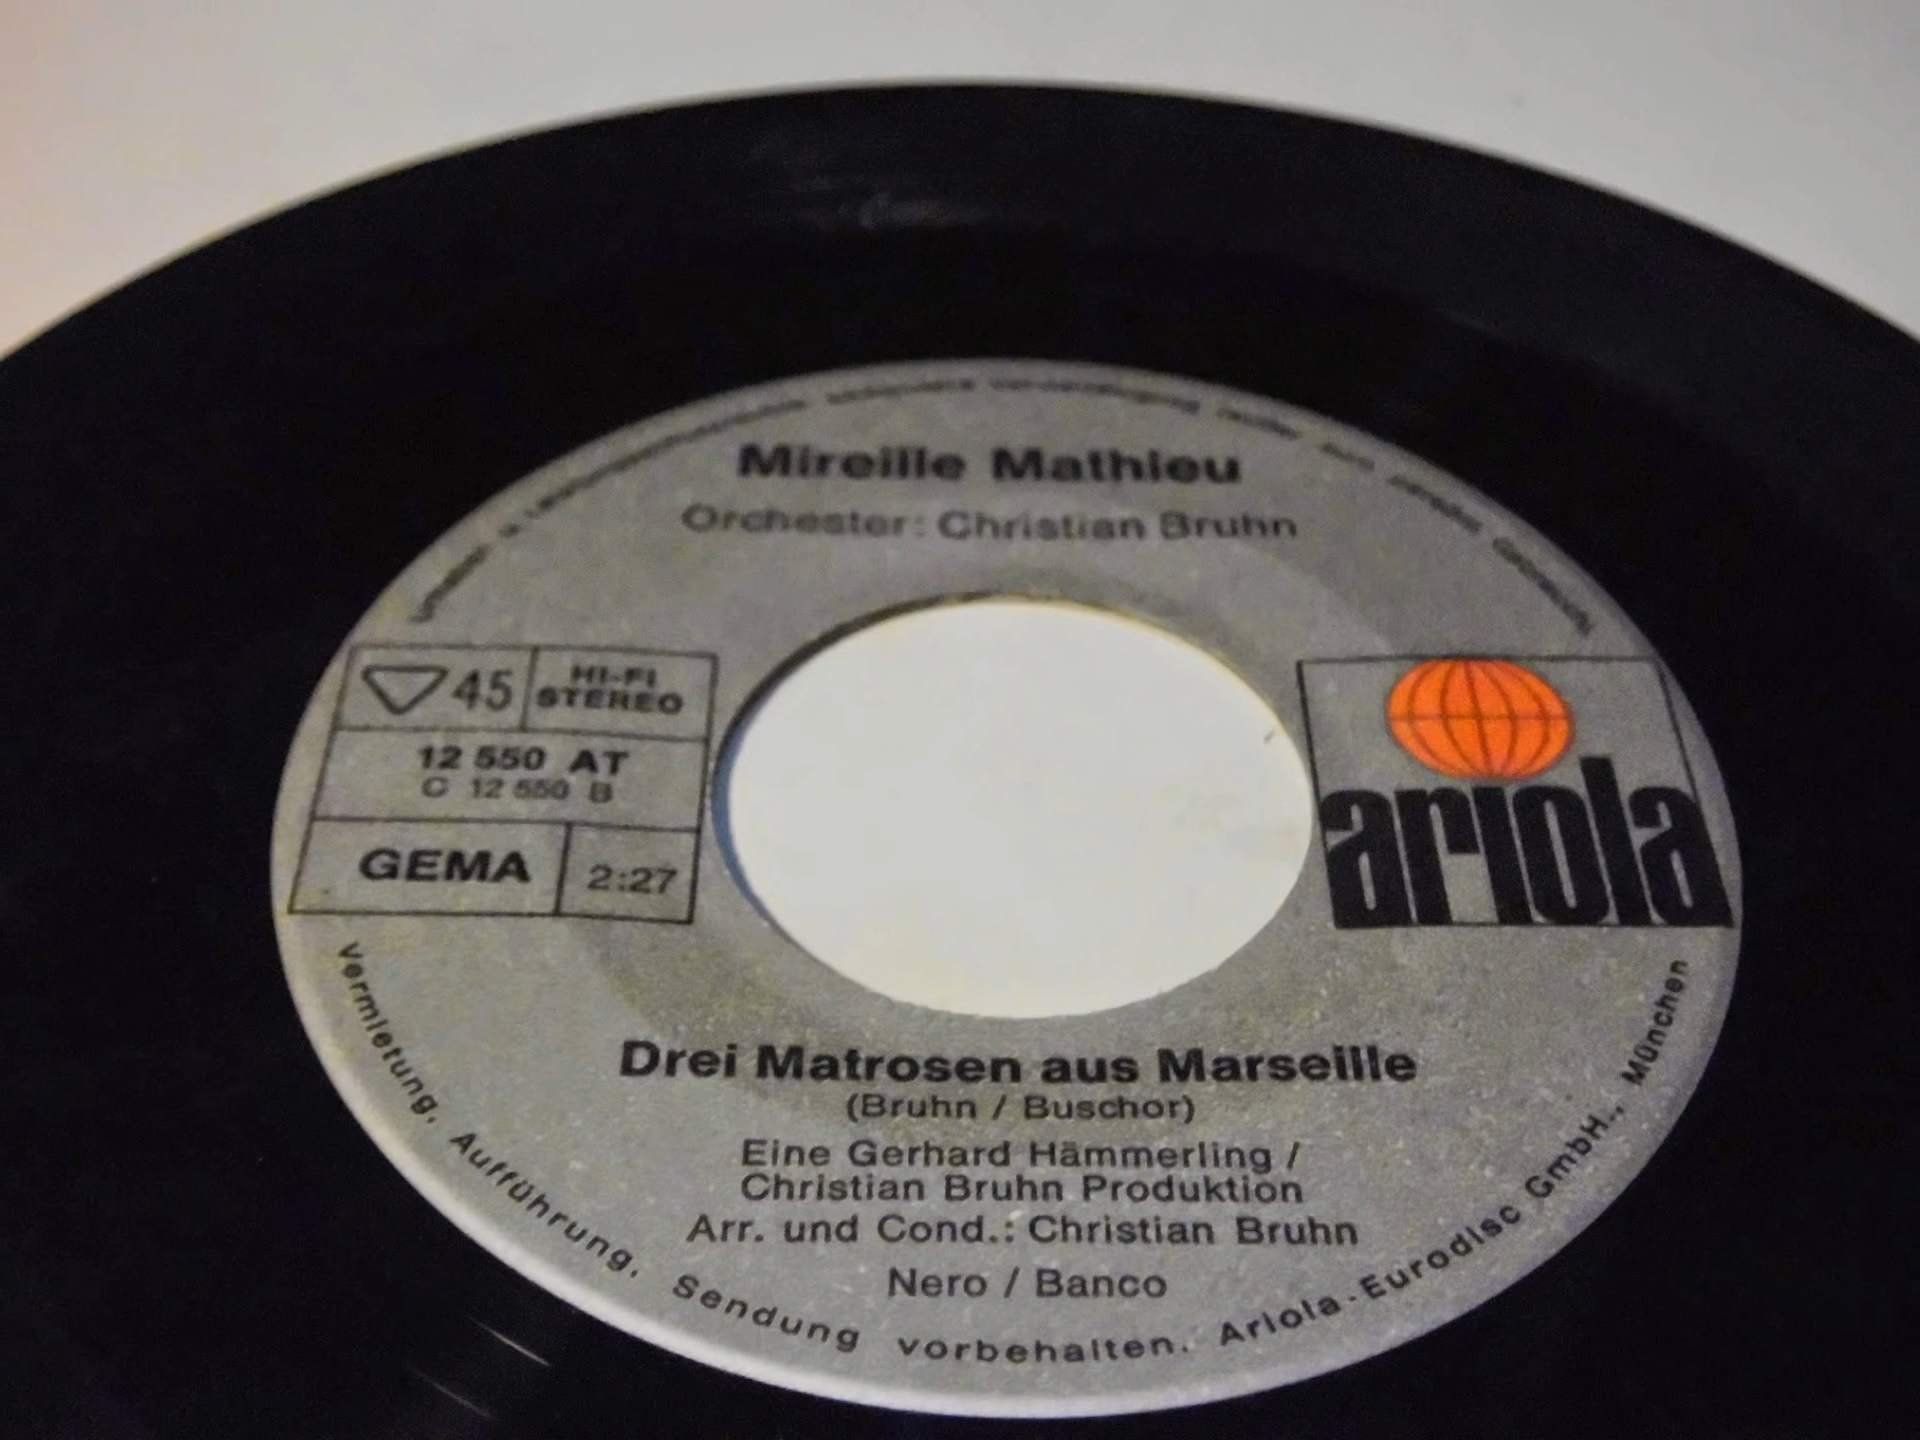 Mireille Mathieu
Orchester: Christian Bruhn
45
HI-FI
STEREO
12 550 AT
C 12 550 B
GEMA
2:27
ariola
Drei Matrosen aus Marseille
(Bruhn / Buschor)
Eine Gerhard Hämmerling /
Christian Bruhn Produktion
Arr. und Cond.: Christian Bruhn
Nero / Banco
Vermietung, Aufführung, Sendung vorbehalten. Ariola-Eurodisc GmbH., München